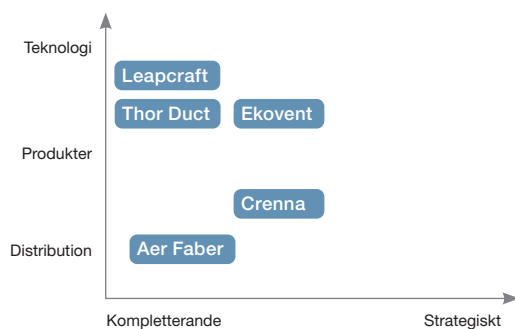 Teknologi
Leapcraft
Thor Duct Ekovent
Produkter
Crenna
Distribution Aer Faber
Kompletterande Strategiskt